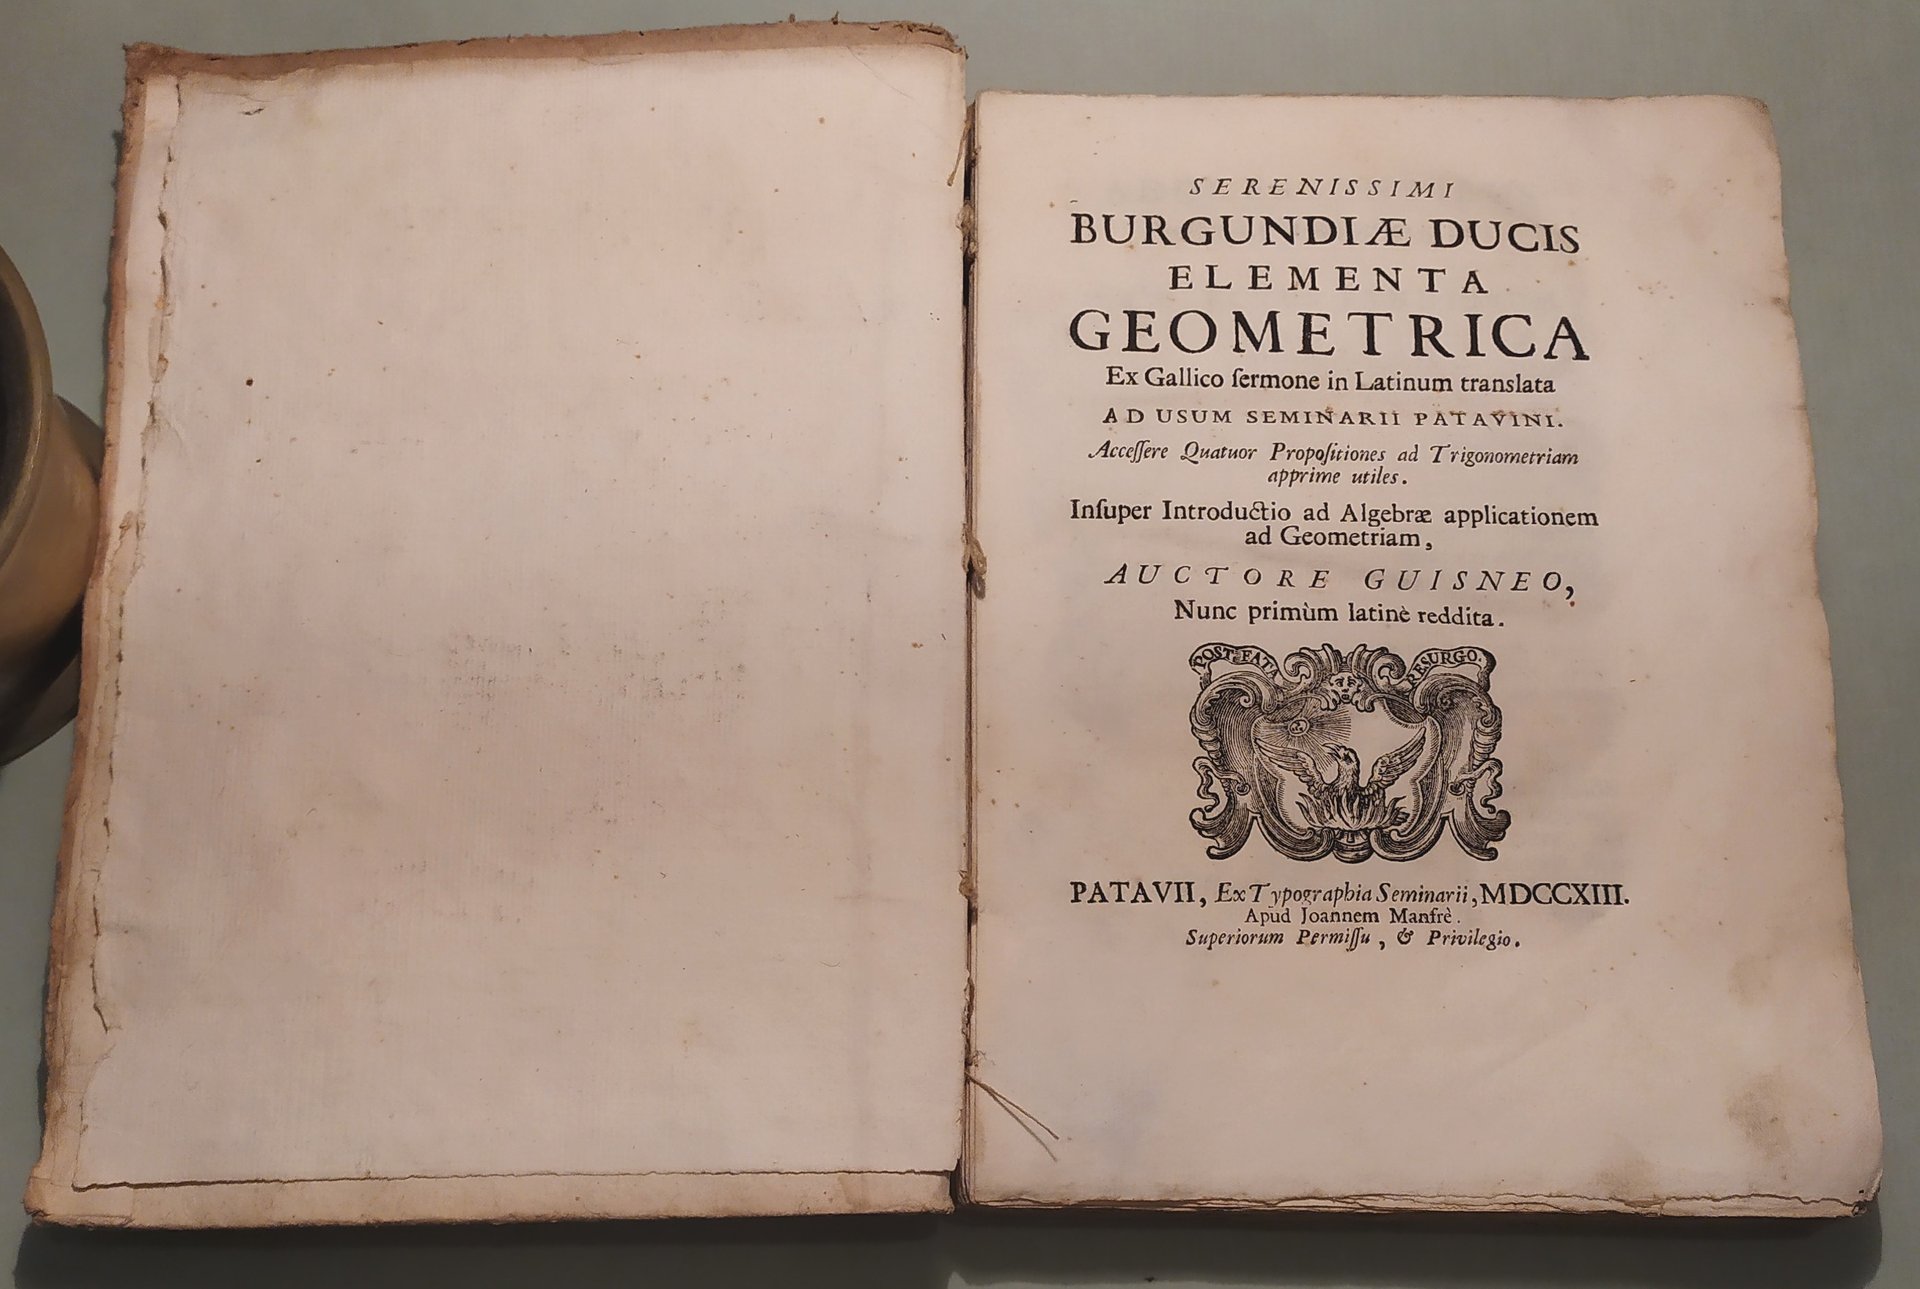 SERENISSIMI
BURGUNDIÆ DUCIS
ELEMENTA
GEOMETRICA
Ex Gallico ſermone in Latinum translata
AD USUM SEMINARII PATAVINI.
Acceſſere Quatuor Propoſitiones ad Trigonometriam
apprime utiles.
Inſuper Introductio ad Algebræ applicationem
ad Geometriam,
AUCTORE GUISNEO,
Nunc primùm latinè reddita.
POST FATA RESURGO.
PATAVII, Ex Typographia Seminarii, MDCCXIII.
Apud Joannem Manfrè.
Superiorum Permiſſu, & Privilegio.